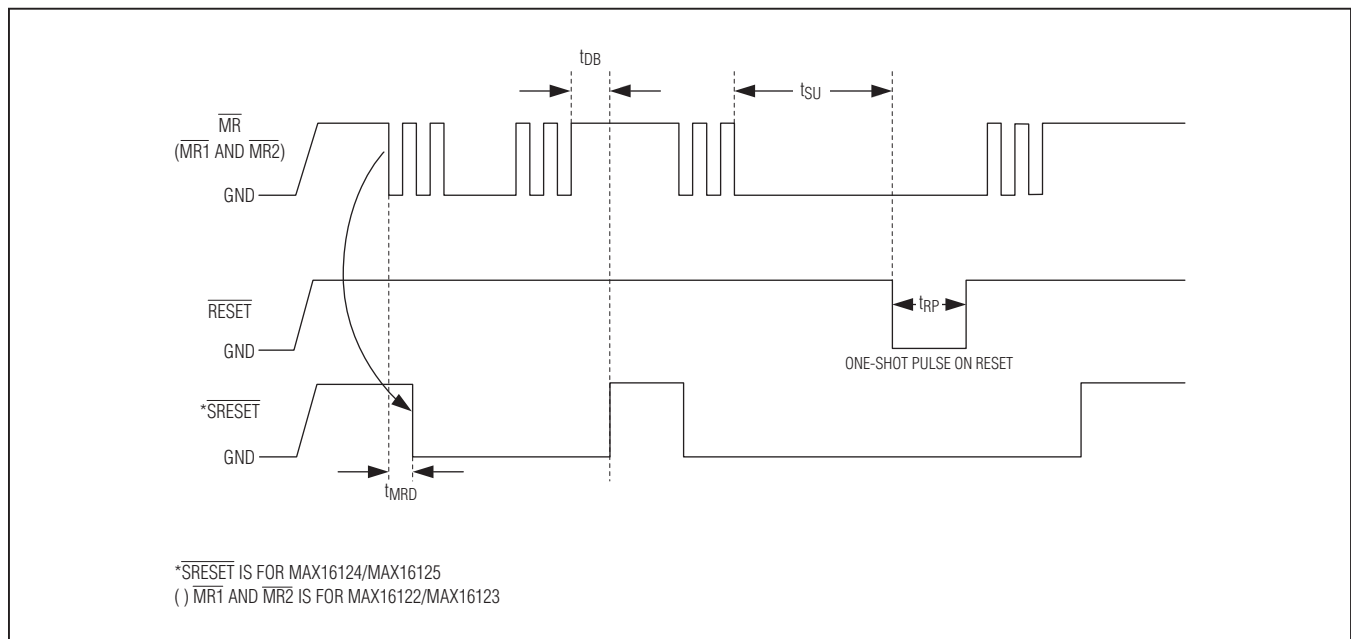 tDB
tSU
MR
(MR1 AND MR2)
GND
RESET
GND
tRP
ONE-SHOT PULSE ON RESET
*SRESET
GND
tMRD
*SRESET IS FOR MAX16124/MAX16125
( ) MR1 AND MR2 IS FOR MAX16122/MAX16123